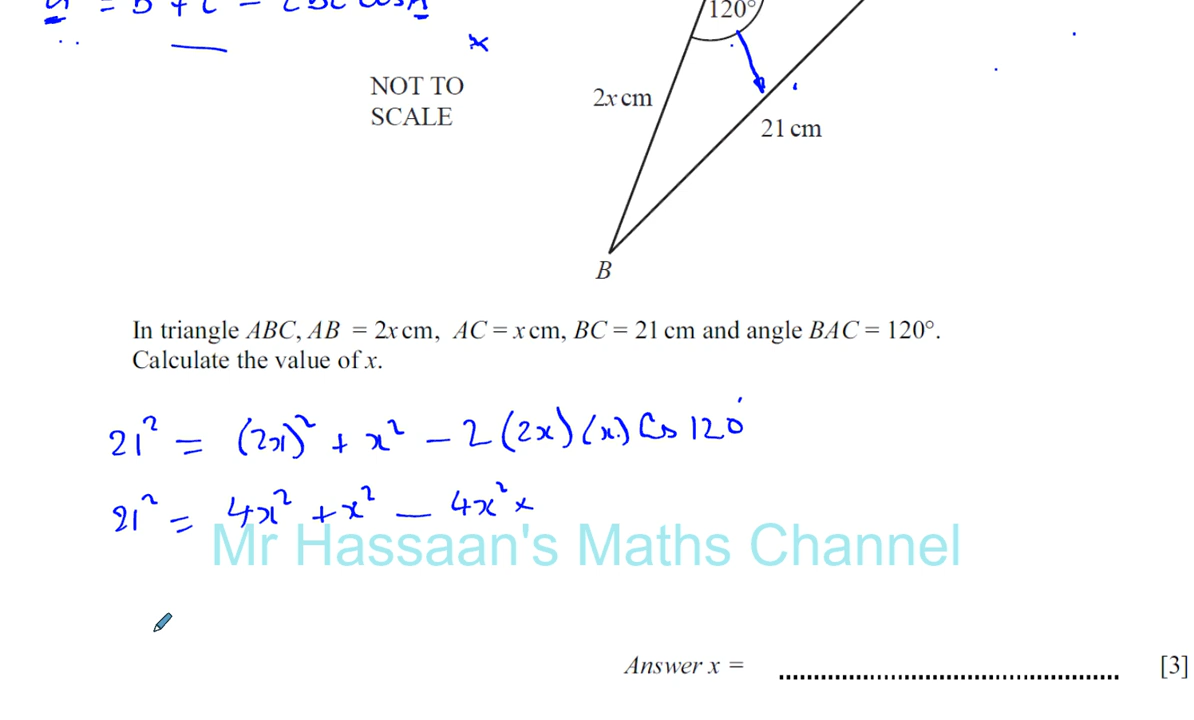 = B + C - 2BC cosA
120°
NOT TO
SCALE
2x cm
21 cm
B
In triangle ABC, AB = 2x cm, AC = x cm, BC = 21 cm and angle BAC = 120°.
Calculate the value of x.
21² = (2x)² + x² - 2 (2x) (x) Cos 120°
21² = 4x² + x² - 4x² ×
Mr Hassaan's Maths Channel
Answer x = ................................................ [3]